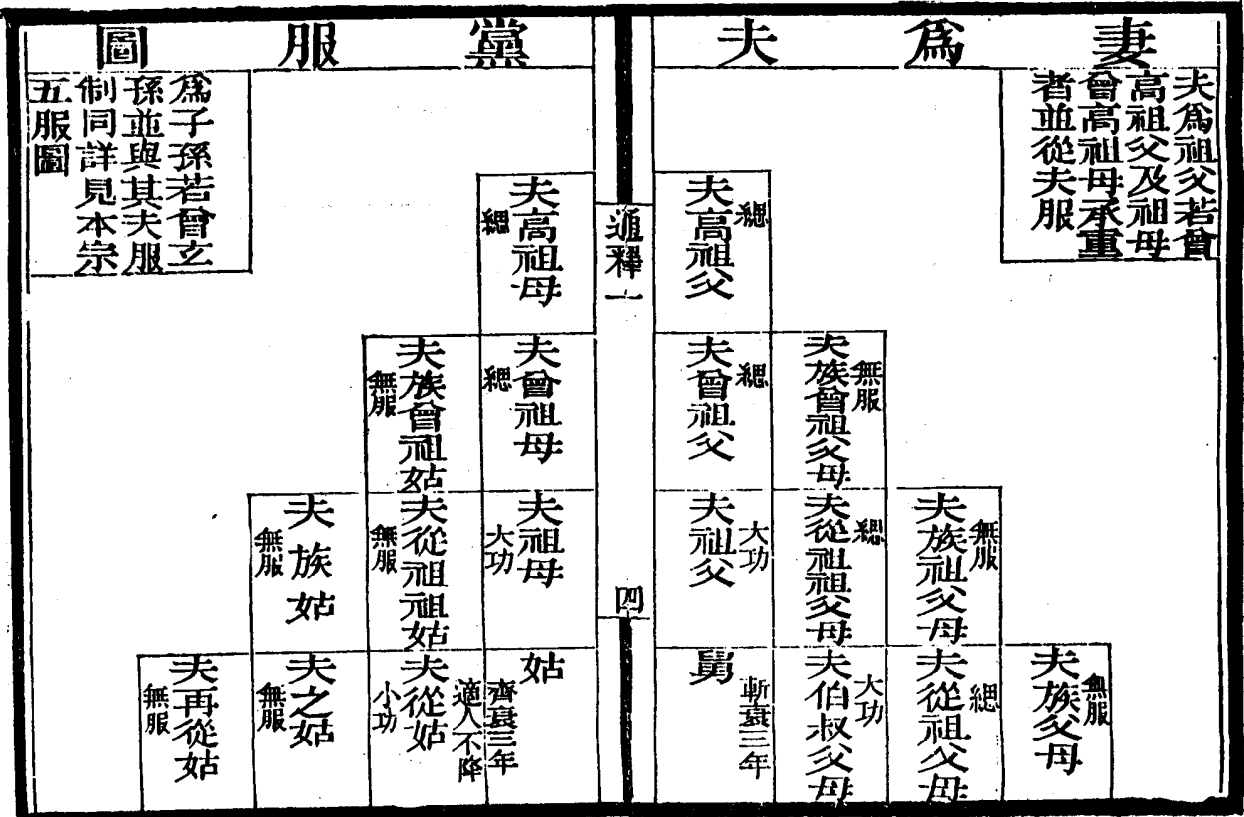 妻爲夫黨服圖
夫爲祖父若曾
高祖父及祖母
曾高祖母承重
者並從夫服
夫族父母
無服
夫族祖父母
無服
夫從祖父母
緦
夫族曾祖父母
無服
夫從祖祖父母
緦
夫伯叔父母
大功
夫高祖父
緦
夫曾祖父
緦
夫祖父
大功
舅
斬衰三年
通釋一
四
夫高祖母
緦
夫曾祖母
緦
夫祖母
大功
姑
齊衰三年
夫族曾祖姑
無服
夫從祖祖姑
無服
適人不降
夫從姑
小功
夫族姑
無服
夫之姑
無服
夫再從姑
無服
爲子孫若曾玄
孫並與其夫服
制同詳見本宗
五服圖